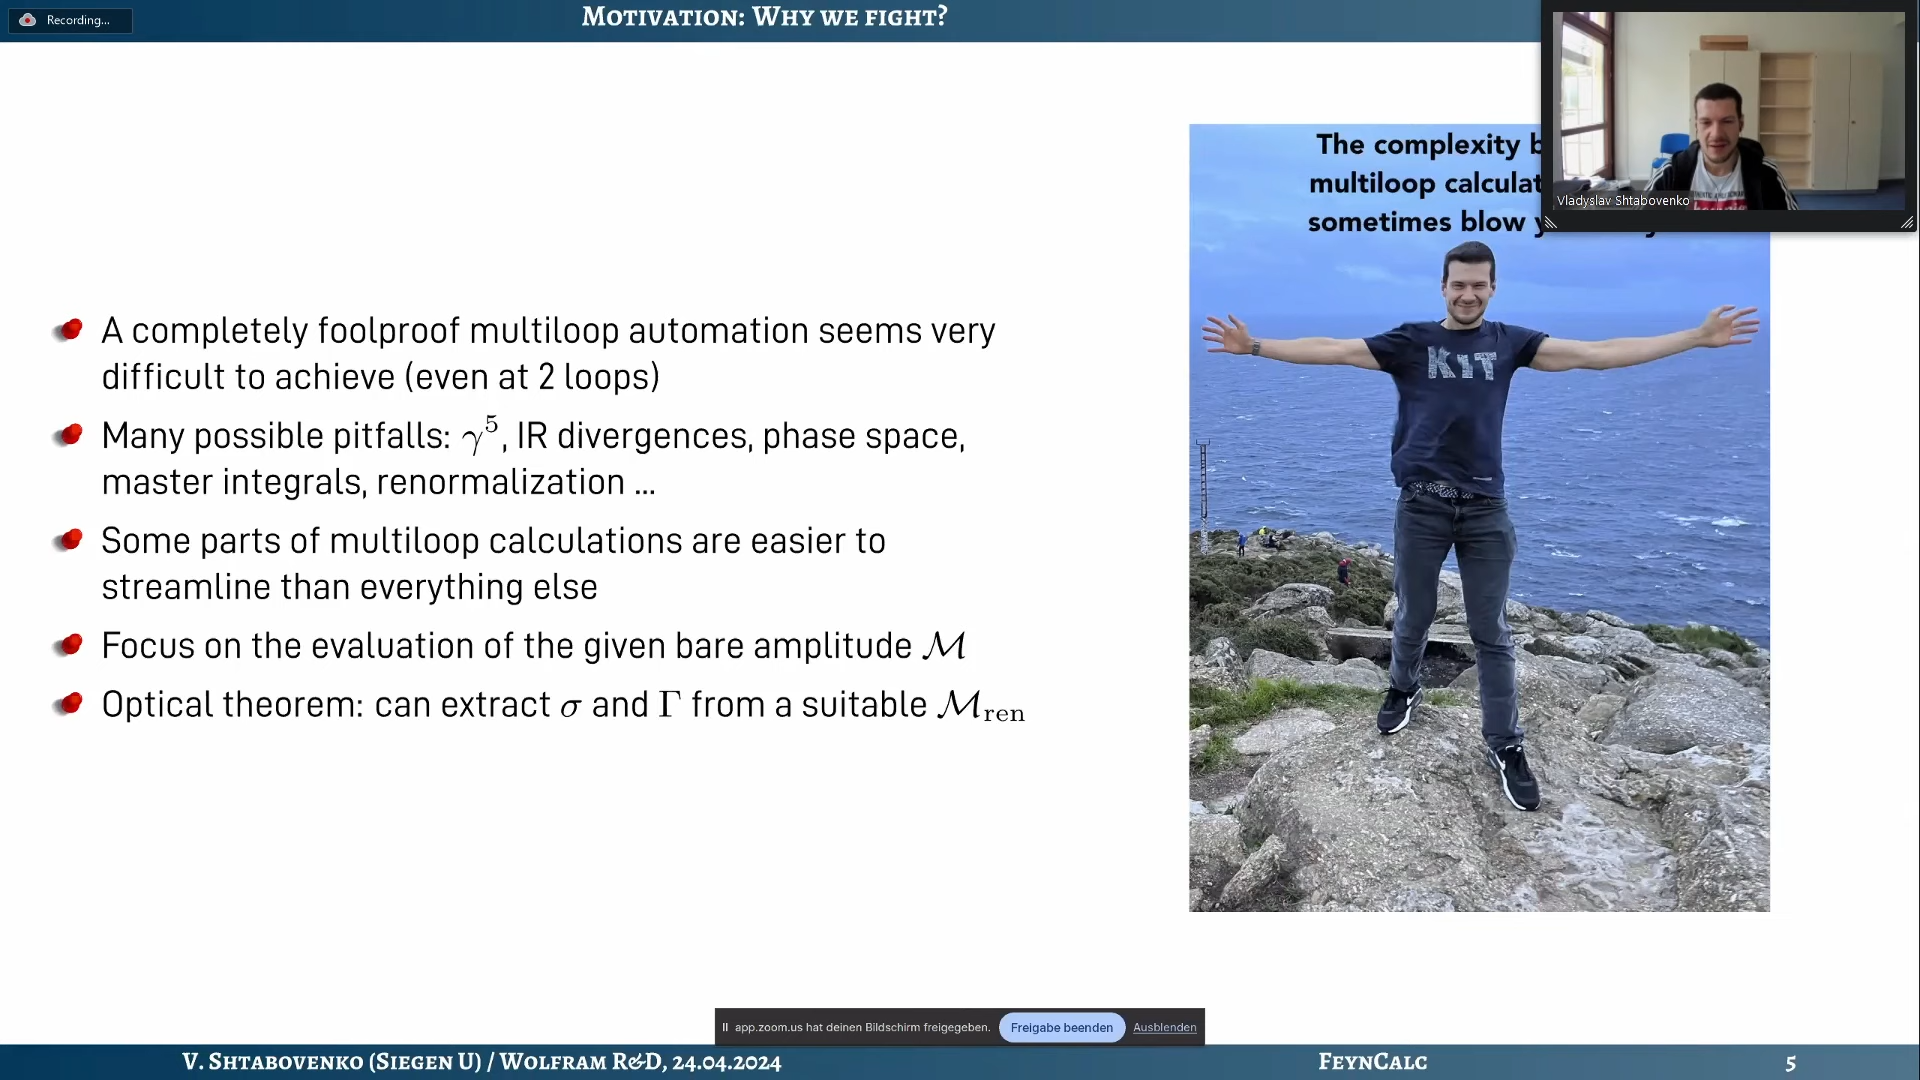 Recording...
Motivation: Why we fight?
The complexity
multiloop
sometimes blow
Vladyslav Shtabovenko
KIT
A completely foolproof multiloop automation seems very
difficult to achieve (even at 2 loops)
Many possible pitfalls: γ⁵, IR divergences, phase space,
master integrals, renormalization ...
Some parts of multiloop calculations are easier to
streamline than everything else
Focus on the evaluation of the given bare amplitude ℳ
Optical theorem: can extract σ and Γ from a suitable ℳ_ren
app.zoom.us hat deinen Bildschirm freigegeben. Freigabe beenden Ausblenden
V. Shtabovenko (Siegen U) / Wolfram R&D, 24.04.2024 FeynCalc 5